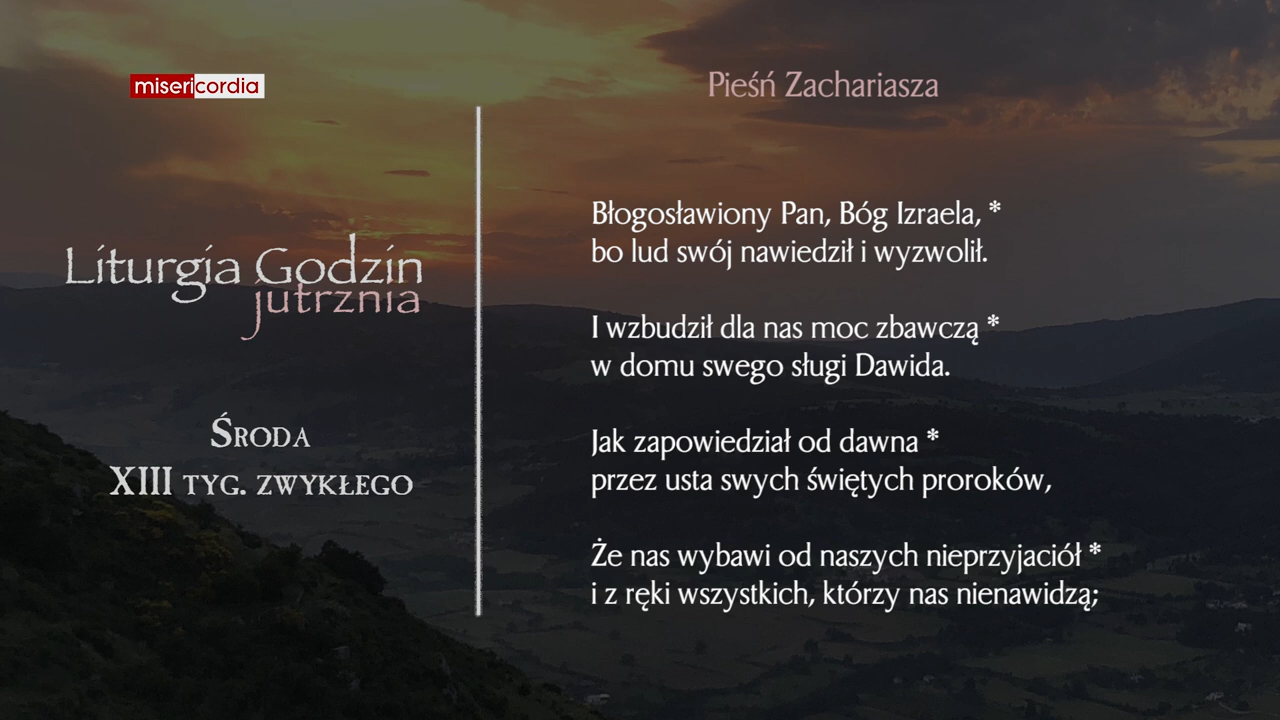 misericordia
Liturgia Godzin
jutrznia
Środa
XIII tyg. zwykłego
Pieśń Zachariasza
Błogosławiony Pan, Bóg Izraela, *
bo lud swój nawiedził i wyzwolił.
I wzbudził dla nas moc zbawczą *
w domu swego sługi Dawida.
Jak zapowiedział od dawna *
przez usta swych świętych proroków,
Że nas wybawi od naszych nieprzyjaciół *
i z ręki wszystkich, którzy nas nienawidzą;